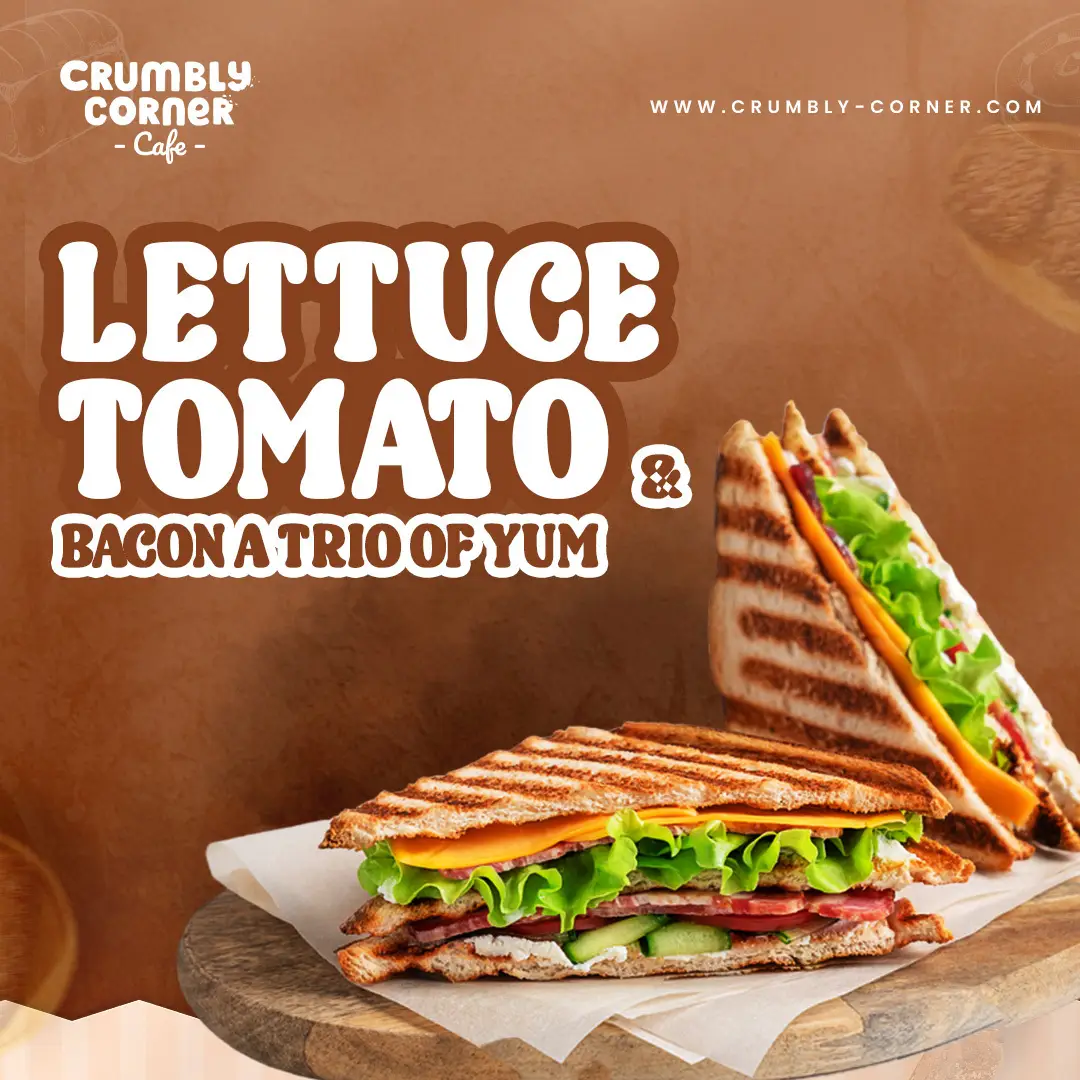 CRUMBLY
CORNER
- Cafe -
WWW.CRUMBLY-CORNER.COM
LETTUCE
TOMATO &
BACON A TRIO OF YUM